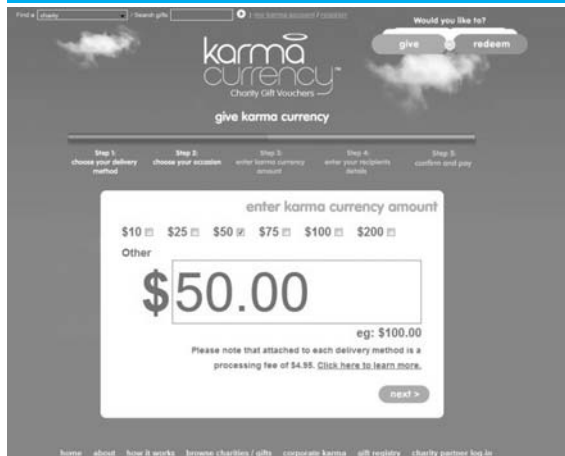 Find a charity / Search gifts / my karma account / register
Would you like to?
give or redeem
karma
currency™
Charity Gift Vouchers
give karma currency
Step 1:
choose your delivery
method
Step 2:
choose your occasion
Step 3:
enter karma currency
amount
Step 4:
enter your recipients
details
Step 5:
confirm and pay
enter karma currency amount
$10 $25 $50 $75 $100 $200
Other
$50.00
eg: $100.00
Please note that attached to each delivery method is a
processing fee of $4.95. Click here to learn more.
next >
home about how it works browse charities / gifts corporate karma gift registry charity partner log in